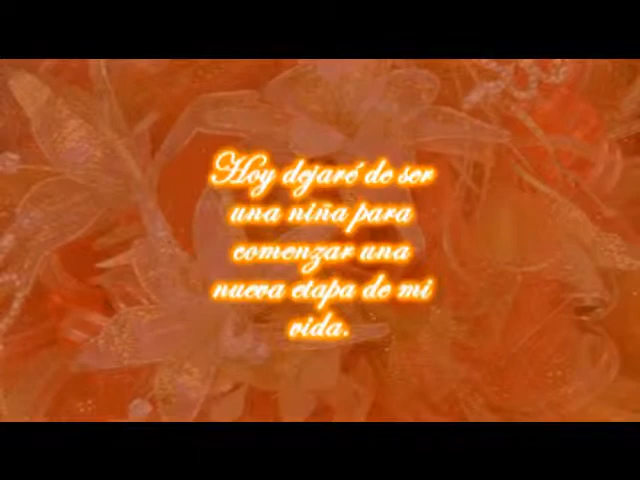 Hoy dejaré de ser
una niña para
comenzar una
nueva etapa de mi
vida.